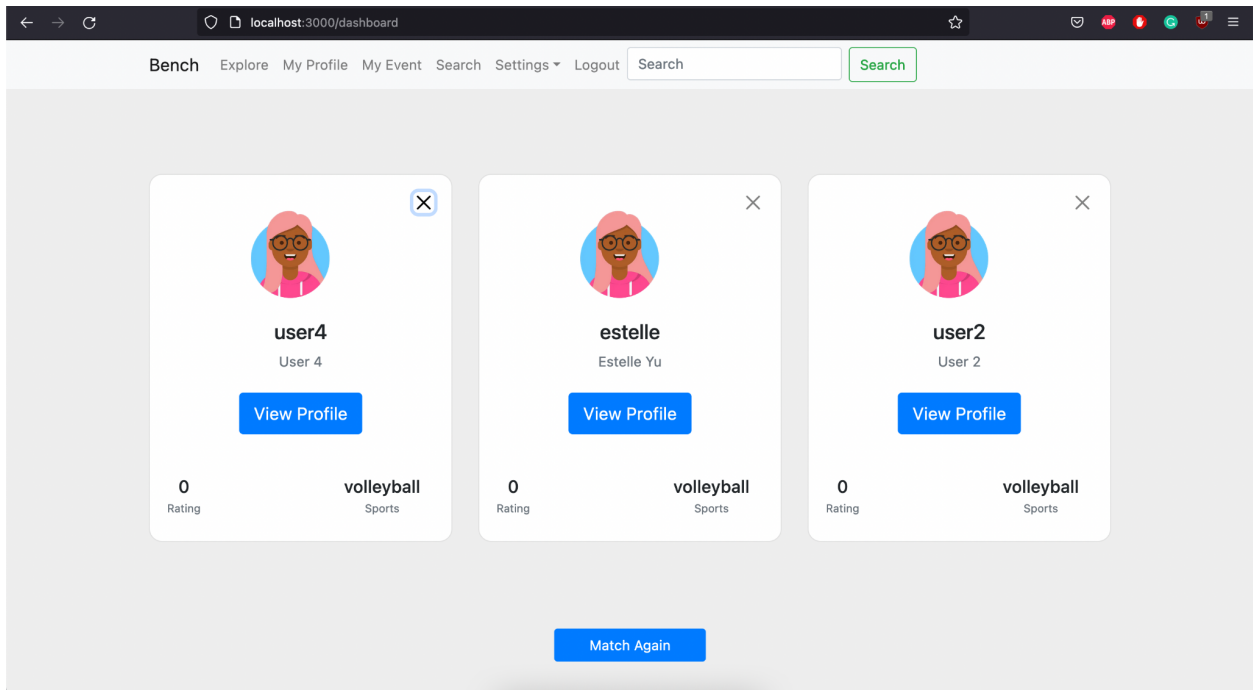 localhost:3000/dashboard
ABP
1
Bench Explore My Profile My Event Search Settings Logout Search Search
user4
User 4
View Profile
0 volleyball
Rating Sports
estelle
Estelle Yu
View Profile
0 volleyball
Rating Sports
user2
User 2
View Profile
0 volleyball
Rating Sports
Match Again